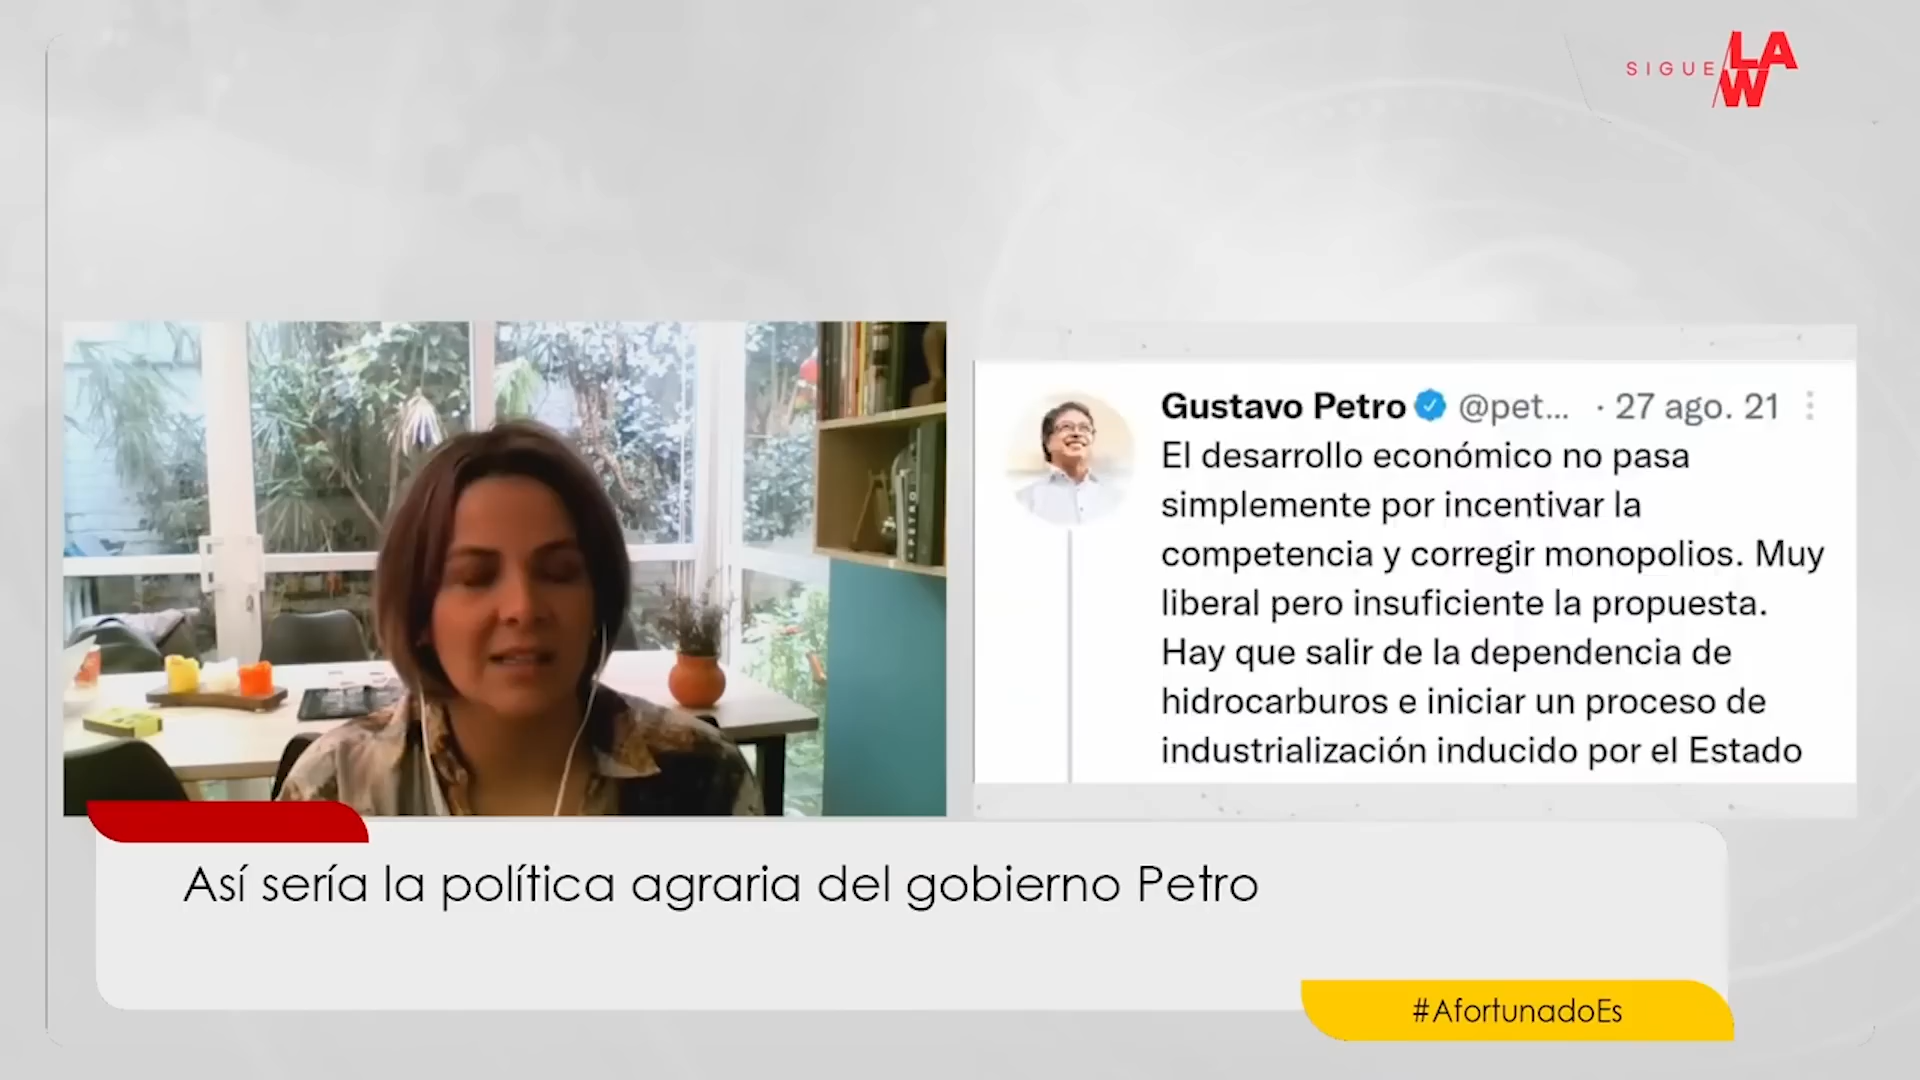 SIGUE LA W
Gustavo Petro @pet... · 27 ago. 21
El desarrollo económico no pasa
simplemente por incentivar la
competencia y corregir monopolios. Muy
liberal pero insuficiente la propuesta.
Hay que salir de la dependencia de
hidrocarburos e iniciar un proceso de
industrialización inducido por el Estado
Así sería la política agraria del gobierno Petro
#AfortunadoEs